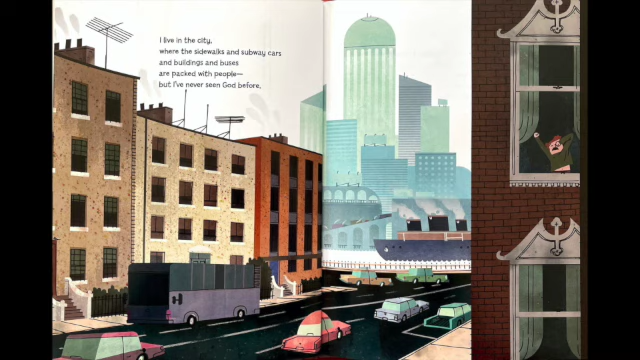 I live in the city,
where the sidewalks and subway cars
and buildings and buses
are packed with people—
but I've never seen God before,